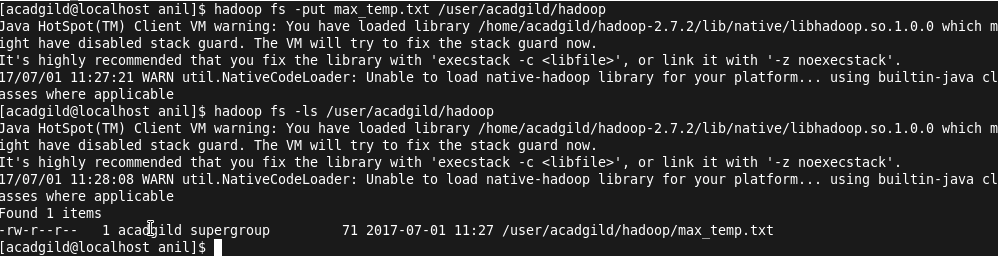 [acadgild@localhost anil]$ hadoop fs -put max_temp.txt /user/acadgild/hadoop
Java HotSpot(TM) Client VM warning: You have loaded library /home/acadgild/hadoop-2.7.2/lib/native/libhadoop.so.1.0.0 which m
ight have disabled stack guard. The VM will try to fix the stack guard now.
It's highly recommended that you fix the library with 'execstack -c <libfile>', or link it with '-z noexecstack'.
17/07/01 11:27:21 WARN util.NativeCodeLoader: Unable to load native-hadoop library for your platform... using builtin-java cl
asses where applicable
[acadgild@localhost anil]$ hadoop fs -ls /user/acadgild/hadoop
Java HotSpot(TM) Client VM warning: You have loaded library /home/acadgild/hadoop-2.7.2/lib/native/libhadoop.so.1.0.0 which m
ight have disabled stack guard. The VM will try to fix the stack guard now.
It's highly recommended that you fix the library with 'execstack -c <libfile>', or link it with '-z noexecstack'.
17/07/01 11:28:08 WARN util.NativeCodeLoader: Unable to load native-hadoop library for your platform... using builtin-java cl
asses where applicable
Found 1 items
-rw-r--r--   1 acadgild supergroup         71 2017-07-01 11:27 /user/acadgild/hadoop/max_temp.txt
[acadgild@localhost anil]$